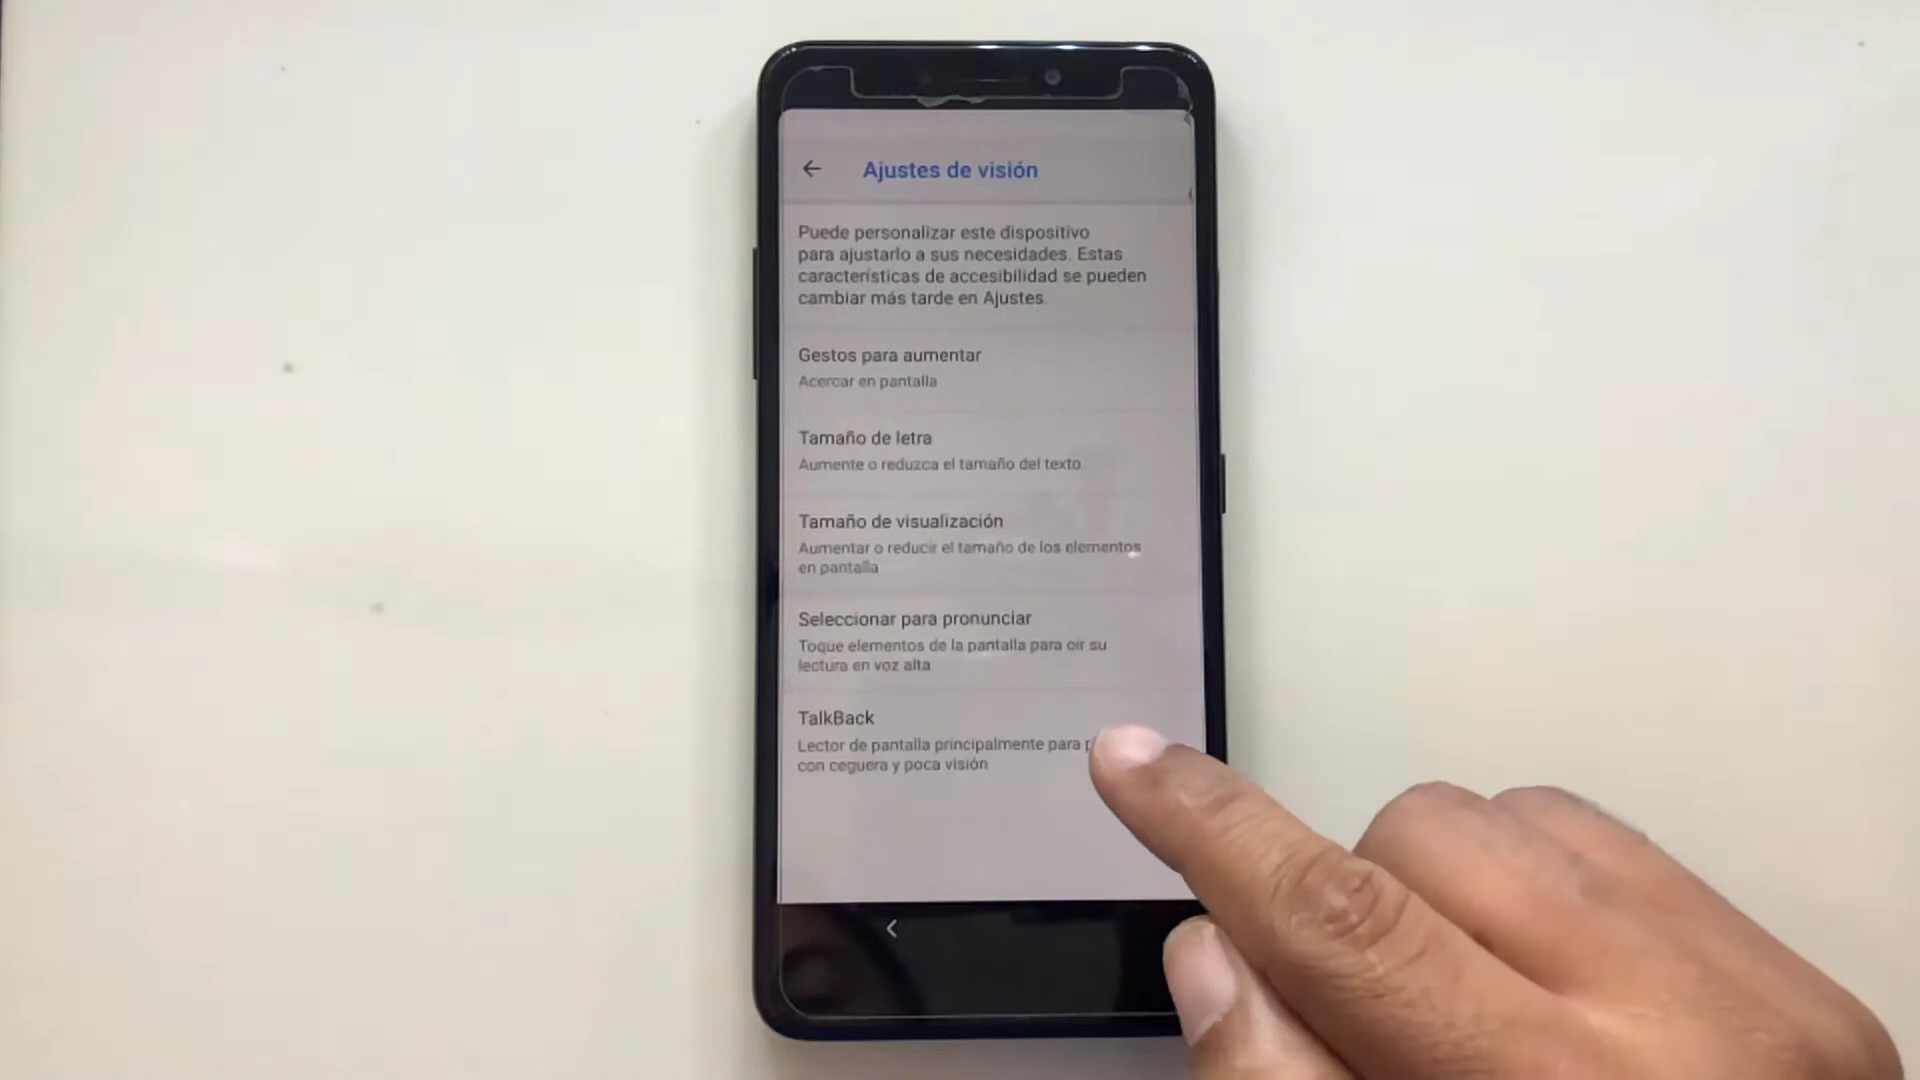 Ajustes de visión
Puede personalizar este dispositivo
para ajustarlo a sus necesidades. Estas
características de accesibilidad se pueden
cambiar más tarde en Ajustes.
Gestos para aumentar
Acercar en pantalla
Tamaño de letra
Aumente o reduzca el tamaño del texto.
Tamaño de visualización
Aumentar o reducir el tamaño de los elementos
en pantalla
Seleccionar para pronunciar
Toque elementos de la pantalla para oír su
lectura en voz alta.
TalkBack
Lector de pantalla principalmente para
con ceguera y poca visión